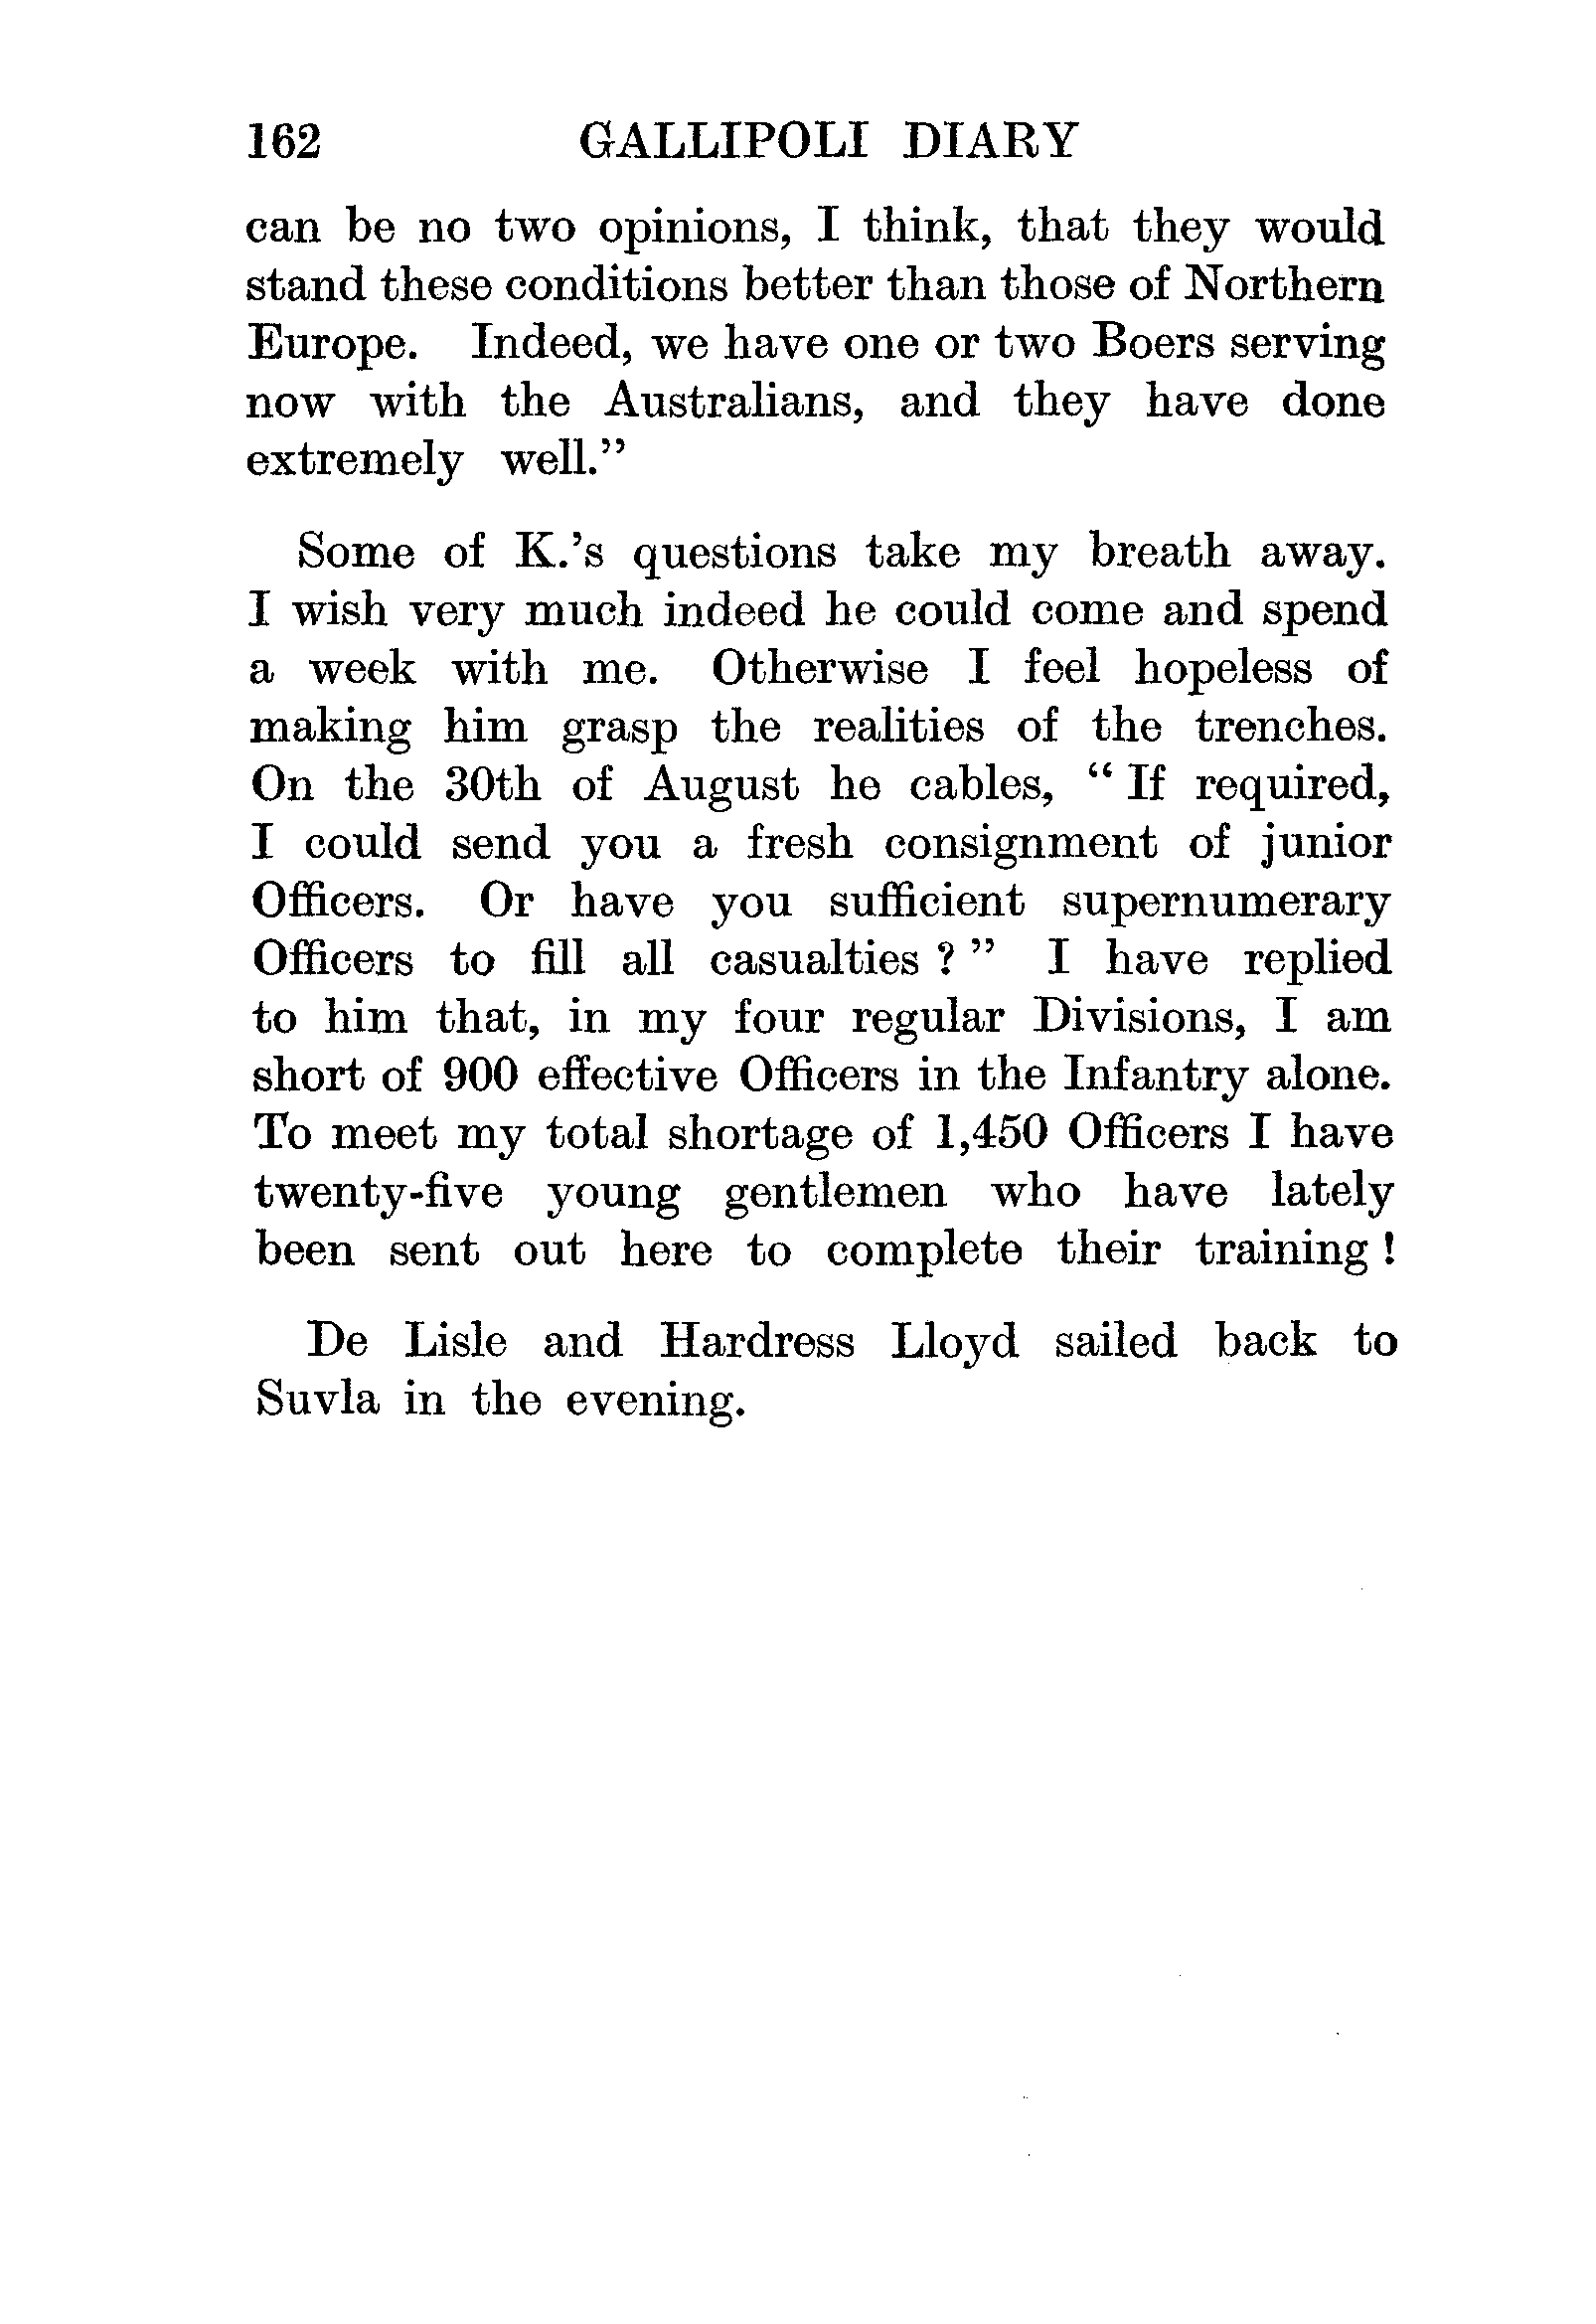 162 GALLIPOLI DIARY
can be no two opinions, I think, that they would
stand these conditions better than those of Northern
Europe. Indeed, we have one or two Boers serving
now with the Australians, and they have done
extremely well.”
Some of K.’s questions take my breath away.
I wish very much indeed he could come and spend
a week with me. Otherwise I feel hopeless of
making him grasp the realities of the trenches.
On the 30th of August he cables, “ If required,
I could send you a fresh consignment of junior
Officers. Or have you sufficient supernumerary
Officers to fill all casualties ? ” I have replied
to him that, in my four regular Divisions, I am
short of 900 effective Officers in the Infantry alone.
To meet my total shortage of 1,450 Officers I have
twenty-five young gentlemen who have lately
been sent out here to complete their training !
De Lisle and Hardress Lloyd sailed back to
Suvla in the evening.